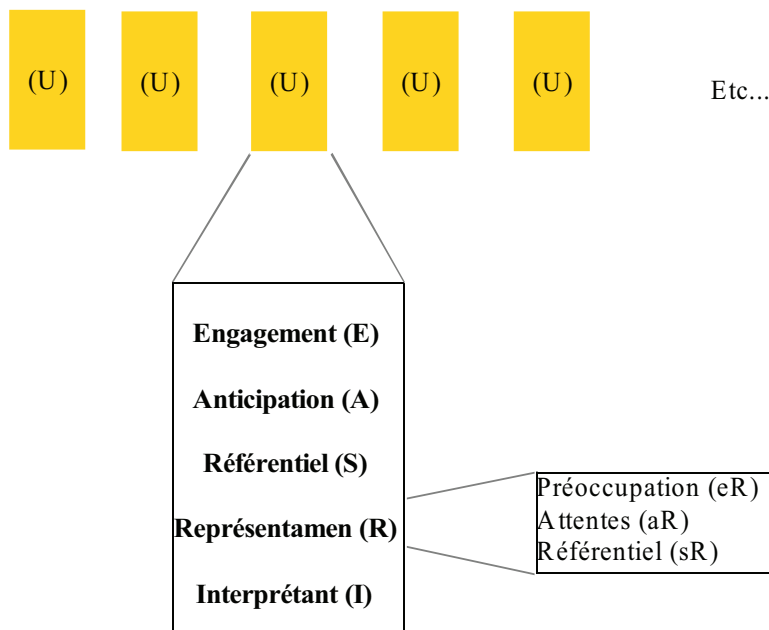 (U) (U) (U) (U) (U) Etc...
Engagement (E)
Anticipation (A)
Référentiel (S)
Représentamen (R)
Interprétant (I)
Préoccupation (eR)
Attentes (aR)
Référentiel (sR)